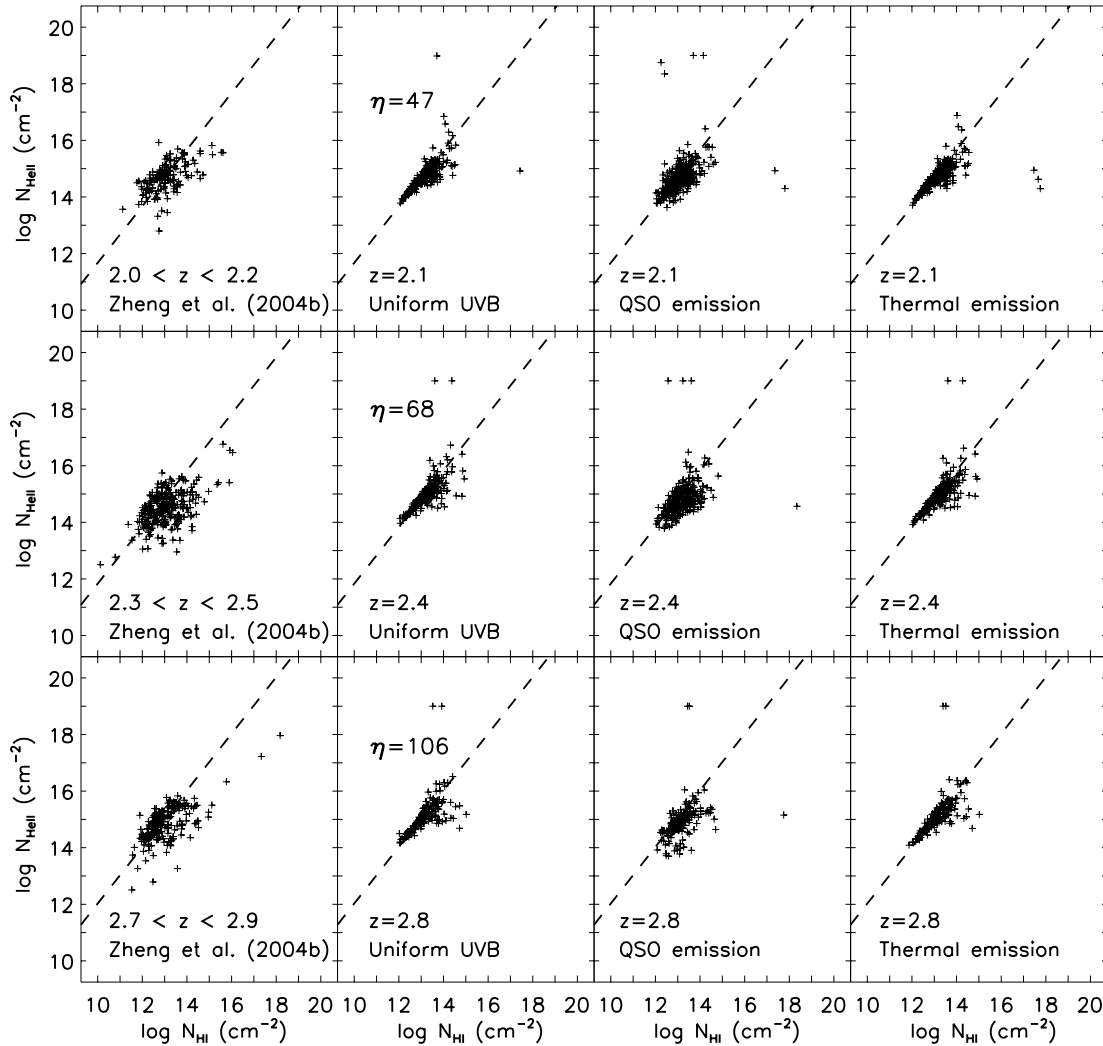 20
18
16
14
12
10
log N_HeII (cm⁻²)
2.0 < z < 2.2
Zheng et al. (2004b)
η=47
z=2.1
Uniform UVB
z=2.1
QSO emission
z=2.1
Thermal emission
20
18
16
14
12
10
log N_HeII (cm⁻²)
2.3 < z < 2.5
Zheng et al. (2004b)
η=68
z=2.4
Uniform UVB
z=2.4
QSO emission
z=2.4
Thermal emission
20
18
16
14
12
10
log N_HeII (cm⁻²)
2.7 < z < 2.9
Zheng et al. (2004b)
η=106
z=2.8
Uniform UVB
z=2.8
QSO emission
z=2.8
Thermal emission
10 12 14 16 18 20 10 12 14 16 18 20 10 12 14 16 18 20 10 12 14 16 18 20
log N_HI (cm⁻²) log N_HI (cm⁻²) log N_HI (cm⁻²) log N_HI (cm⁻²)